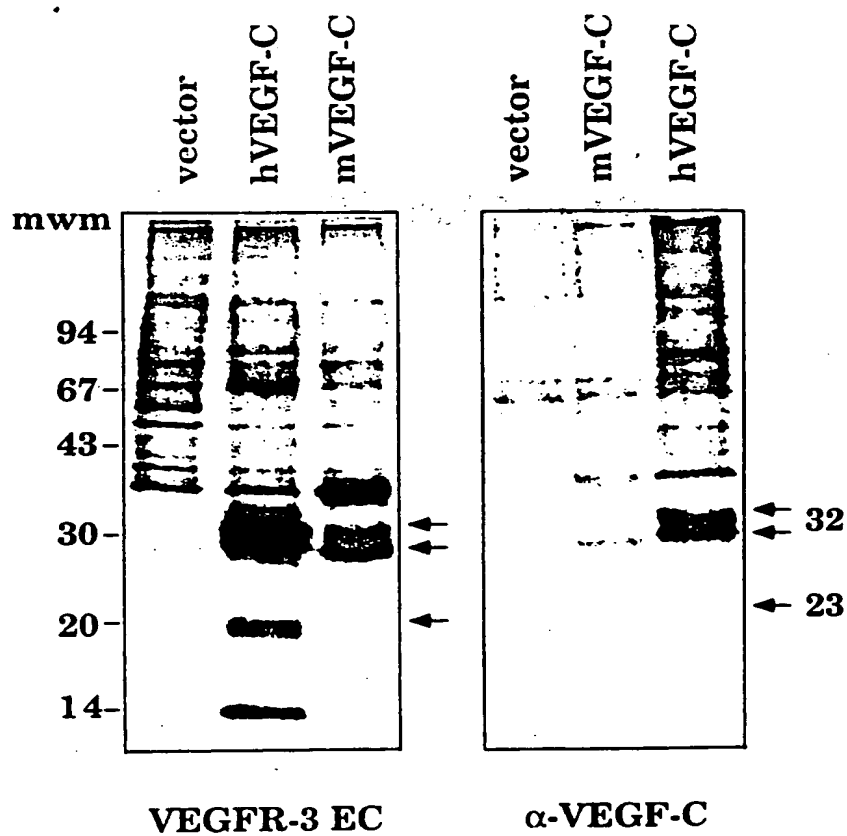 vector
hVEGF-C
mVEGF-C
vector
mVEGF-C
hVEGF-C
mwm
94
67
43
30
20
14
32
23
VEGFR-3 EC
α-VEGF-C